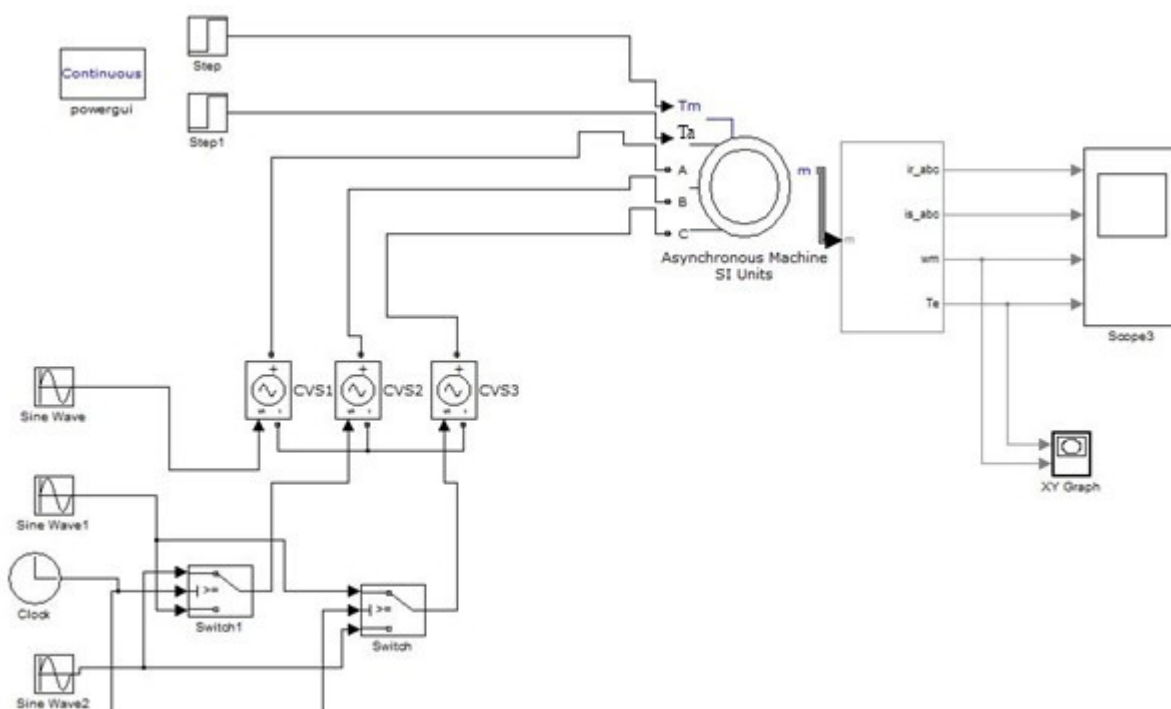 Step
Continuous
powergui
Step1
Tm
Ta
A
B
C
m
Asynchronous Machine
SI Units
m
ir_abc
is_abc
wm
Te
Scope3
CVS1
CVS2
CVS3
Sine Wave
Sine Wave1
XY Graph
Clock
>=
Switch1
>=
Switch
Sine Wave2